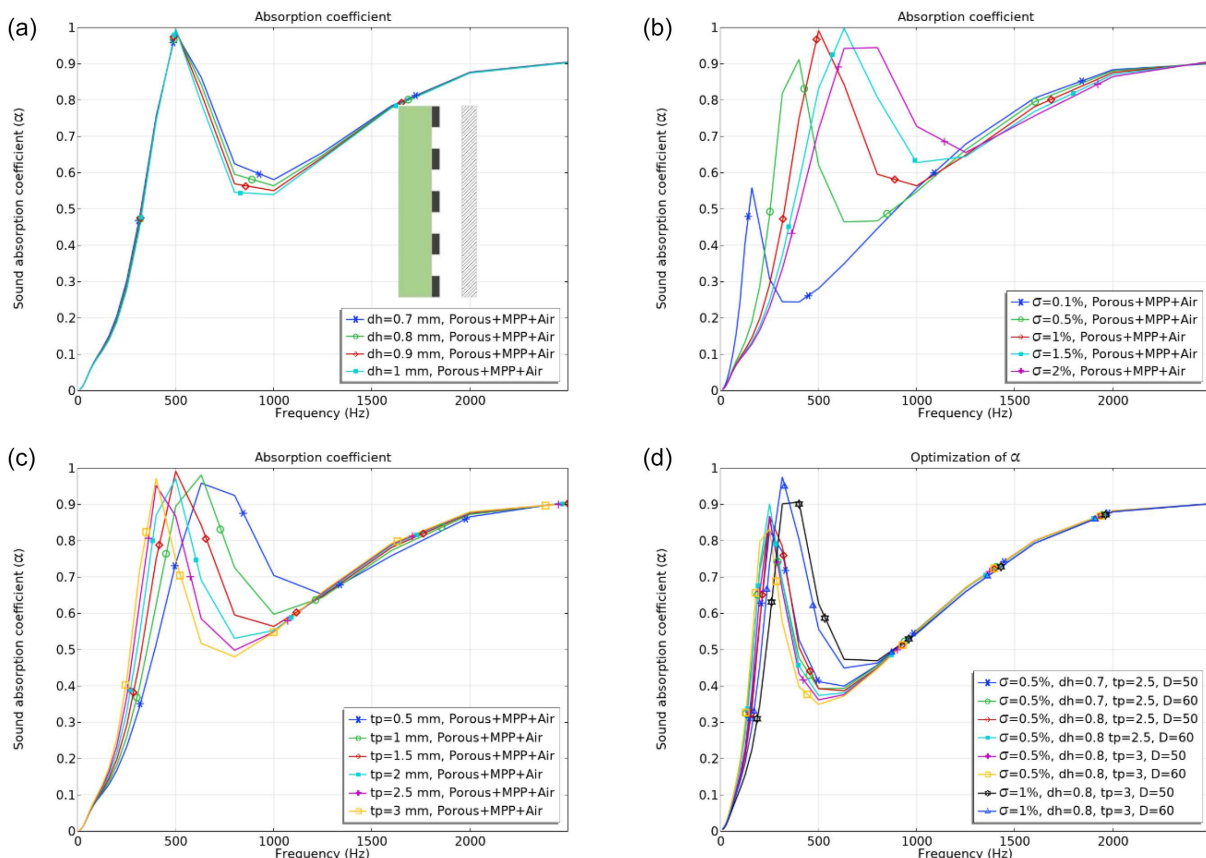 (a)
Absorption coefficient
Sound absorption coefficient (α)
1
0.9
0.8
0.7
0.6
0.5
0.4
0.3
0.2
0.1
0
dh=0.7 mm, Porous+MPP+Air
dh=0.8 mm, Porous+MPP+Air
dh=0.9 mm, Porous+MPP+Air
dh=1 mm, Porous+MPP+Air
0 500 1000 1500 2000
Frequency (Hz)
(b)
Absorption coefficient
Sound absorption coefficient (α)
1
0.9
0.8
0.7
0.6
0.5
0.4
0.3
0.2
0.1
0
σ=0.1%, Porous+MPP+Air
σ=0.5%, Porous+MPP+Air
σ=1%, Porous+MPP+Air
σ=1.5%, Porous+MPP+Air
σ=2%, Porous+MPP+Air
0 500 1000 1500 2000
Frequency (Hz)
(c)
Absorption coefficient
Sound absorption coefficient (α)
1
0.9
0.8
0.7
0.6
0.5
0.4
0.3
0.2
0.1
0
tp=0.5 mm, Porous+MPP+Air
tp=1 mm, Porous+MPP+Air
tp=1.5 mm, Porous+MPP+Air
tp=2 mm, Porous+MPP+Air
tp=2.5 mm, Porous+MPP+Air
tp=3 mm, Porous+MPP+Air
0 500 1000 1500 2000
Frequency (Hz)
(d)
Optimization of α
Sound absorption coefficient (α)
1
0.9
0.8
0.7
0.6
0.5
0.4
0.3
0.2
0.1
0
σ=0.5%, dh=0.7, tp=2.5, D=50
σ=0.5%, dh=0.7, tp=2.5, D=60
σ=0.5%, dh=0.8, tp=2.5, D=50
σ=0.5%, dh=0.8 tp=2.5, D=60
σ=0.5%, dh=0.8, tp=3, D=50
σ=0.5%, dh=0.8, tp=3, D=60
σ=1%, dh=0.8, tp=3, D=50
σ=1%, dh=0.8, tp=3, D=60
0 500 1000 1500 2000
Frequency (Hz)